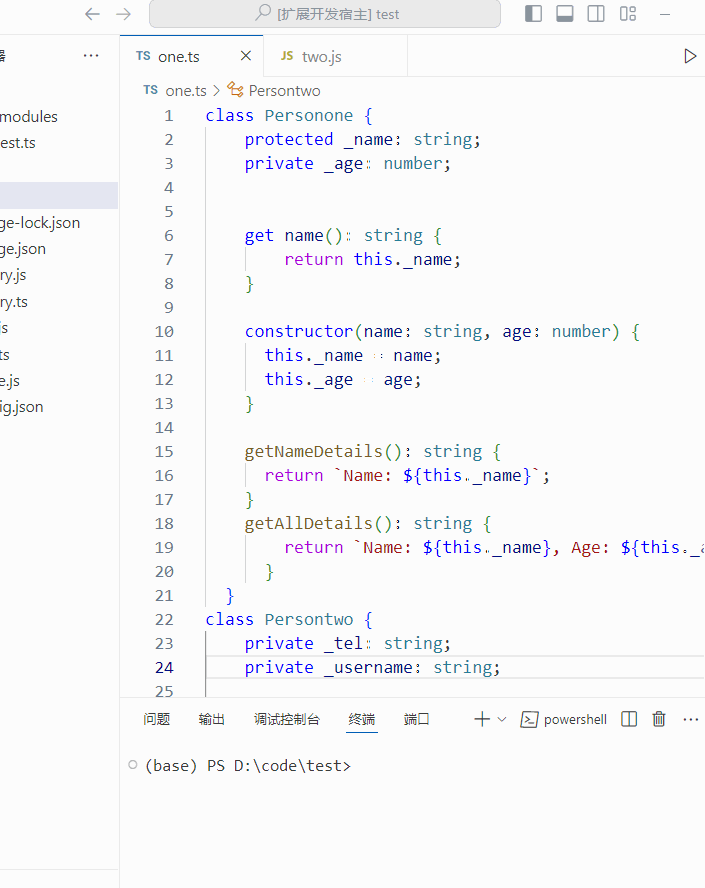 [扩展开发宿主] test
器
TS one.ts
JS two.js
TS one.ts > Persontwo
modules
est.ts
ge-lock.json
ge.json
ry.js
ry.ts
s
ts
e.js
ig.json
1 class Personone {
2 protected _name: string;
3 private _age: number;
4
5
6 get name(): string {
7 return this._name;
8 }
9
10 constructor(name: string, age: number) {
11 this._name = name;
12 this._age = age;
13 }
14
15 getNameDetails(): string {
16 return `Name: ${this._name}`;
17 }
18 getAllDetails(): string {
19 return `Name: ${this._name}, Age: ${this._a
20 }
21 }
22 class Persontwo {
23 private _tel: string;
24 private _username: string;
25
问题 输出 调试控制台 终端 端口
powershell
(base) PS D:\code\test>